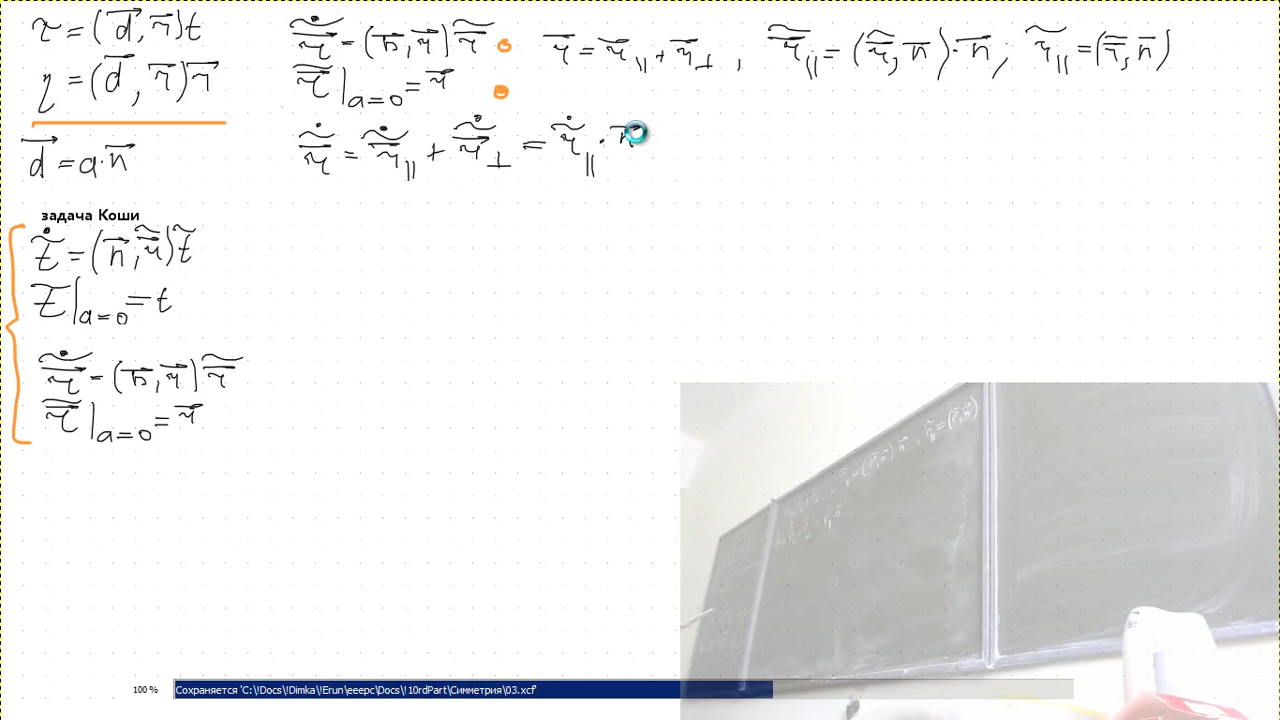 τ = (d⃗, r⃗)t
η⃗ = (d⃗, r⃗)r⃗
d⃗ = a·n⃗
задача Коши
t̃̇ = (n⃗, r̃⃗)t̃
t̃|a=0 = t
r̃⃗̇ = (n⃗, r⃗)r̃⃗
r̃⃗|a=0 = r⃗
r̃⃗̇ = (n⃗, r⃗)r̃⃗
r̃⃗|a=0 = r⃗
r⃗ = r⃗∥ + r⃗⊥ , r̃⃗∥ = (r̃⃗, n⃗)·n⃗, r̃∥ = (r̃⃗, n⃗)
r̃⃗̇ = r̃⃗̇∥ + r̃⃗̇⊥ = r̃̇∥ · n⃗
100 % Сохраняется 'C:\!Docs\!Dimka\!Erun\eeepc\Docs\!10rdPart\Симметрия\03.xcf'